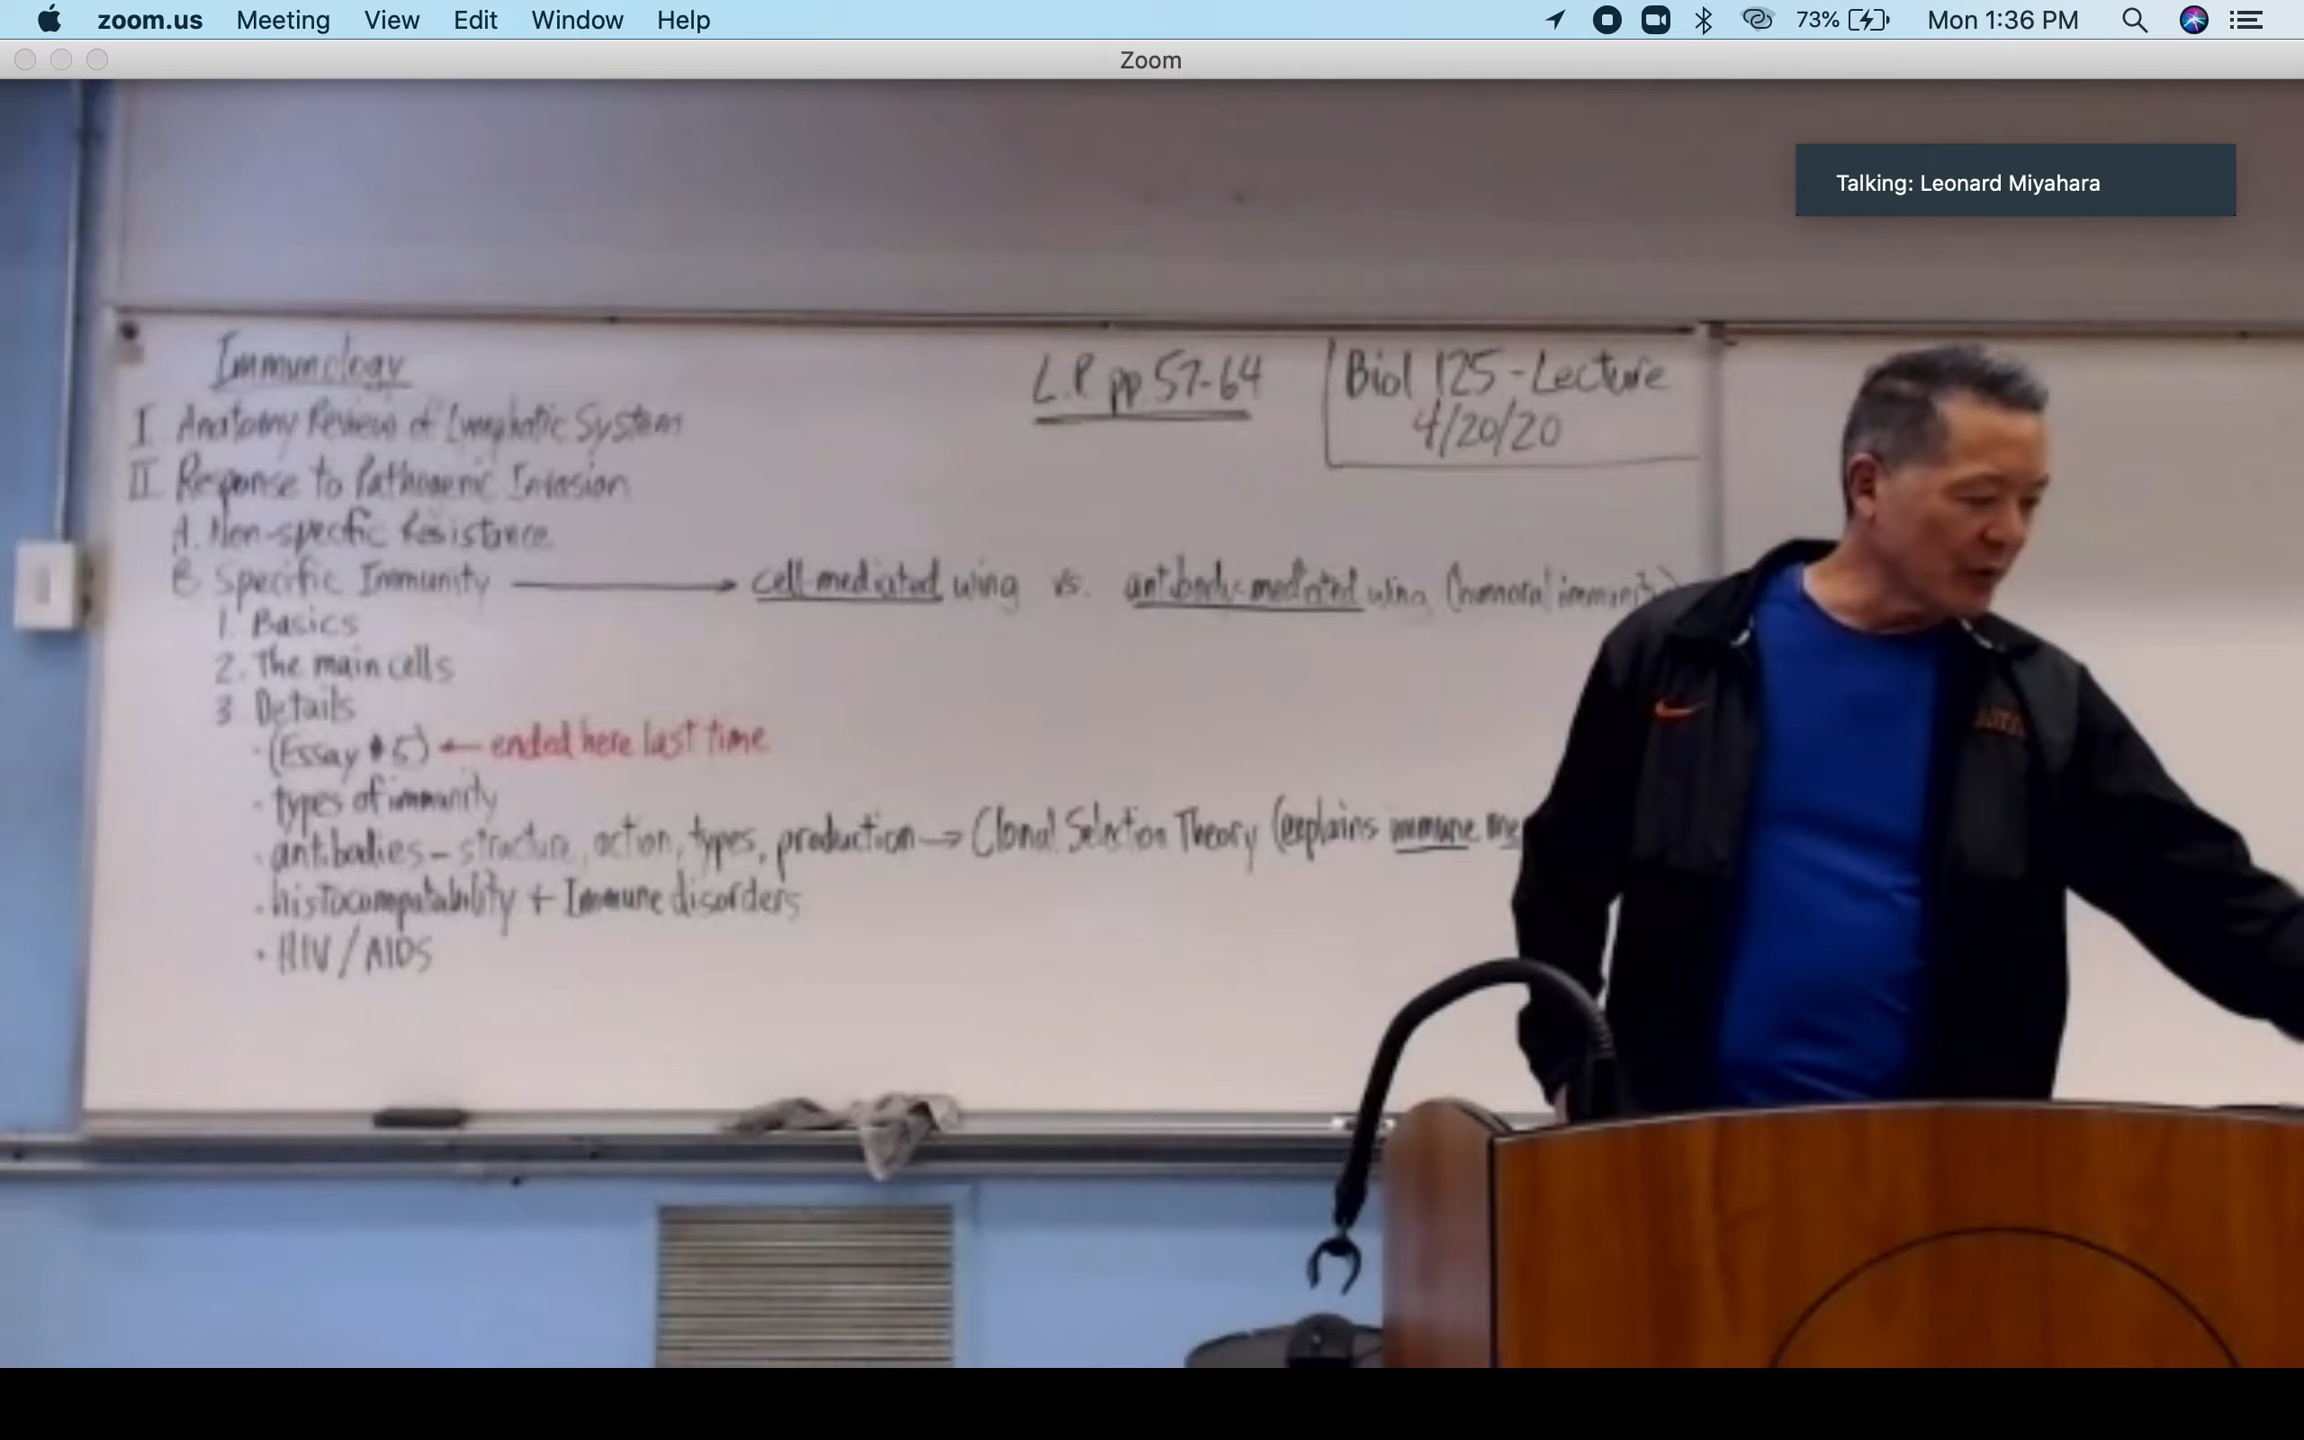 zoom.us Meeting View Edit Window Help 73% Mon 1:36 PM
Zoom
Talking: Leonard Miyahara
Immunology
L.P. pp. 57-64
Biol 125 - Lecture
4/20/20
I Anatomy Review of Lymphatic System
II Response to Pathogenic Invasion
A. Non-specfic Resistance
B. Specific Immunity → cell-mediated wing vs. antibody-mediated wing (humoral immunity)
1. Basics
2. The main cells
3. Details
· (Essay #5) ← ended here last time
· types of immunity
· antibodies - structure, action, types, production → Clonal Selection Theory (explains immune me
· histocompatability + Immune disorders
· HIV / AIDS